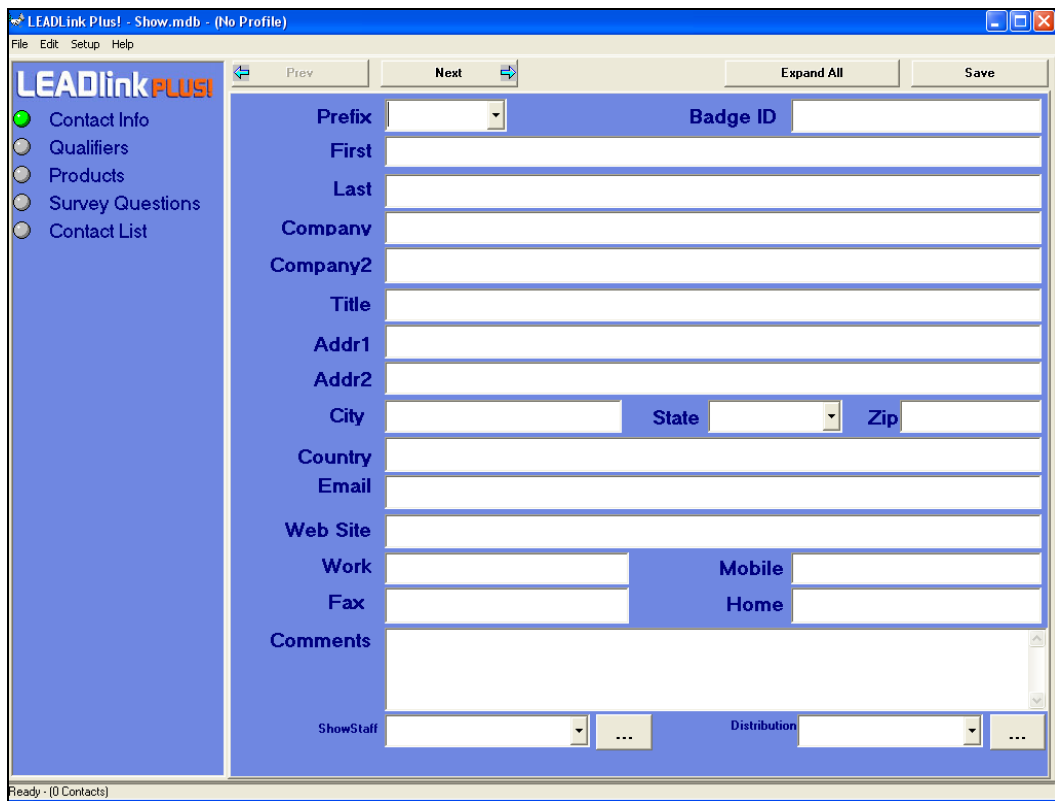 LEADLink Plus! - Show.mdb - (No Profile)
File Edit Setup Help
LEADlink PLUS!
Contact Info
Qualifiers
Products
Survey Questions
Contact List
Prev Next Expand All Save
Prefix Badge ID
First
Last
Company
Company2
Title
Addr1
Addr2
City State Zip
Country
Email
Web Site
Work Mobile
Fax Home
Comments
ShowStaff ... Distribution ...
Ready - (0 Contacts)